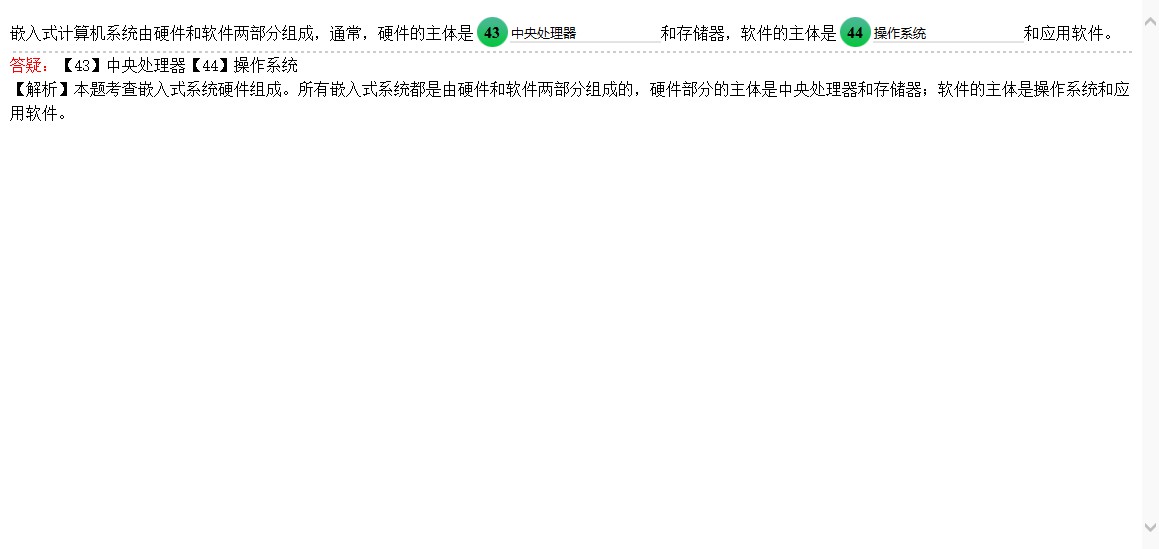 嵌入式计算机系统由硬件和软件两部分组成，通常，硬件的主体是 43 中央处理器 和存储器，软件的主体是 44 操作系统 和应用软件。
答疑：【43】中央处理器【44】操作系统
【解析】本题考查嵌入式系统硬件组成。所有嵌入式系统都是由硬件和软件两部分组成的，硬件部分的主体是中央处理器和存储器；软件的主体是操作系统和应
用软件。